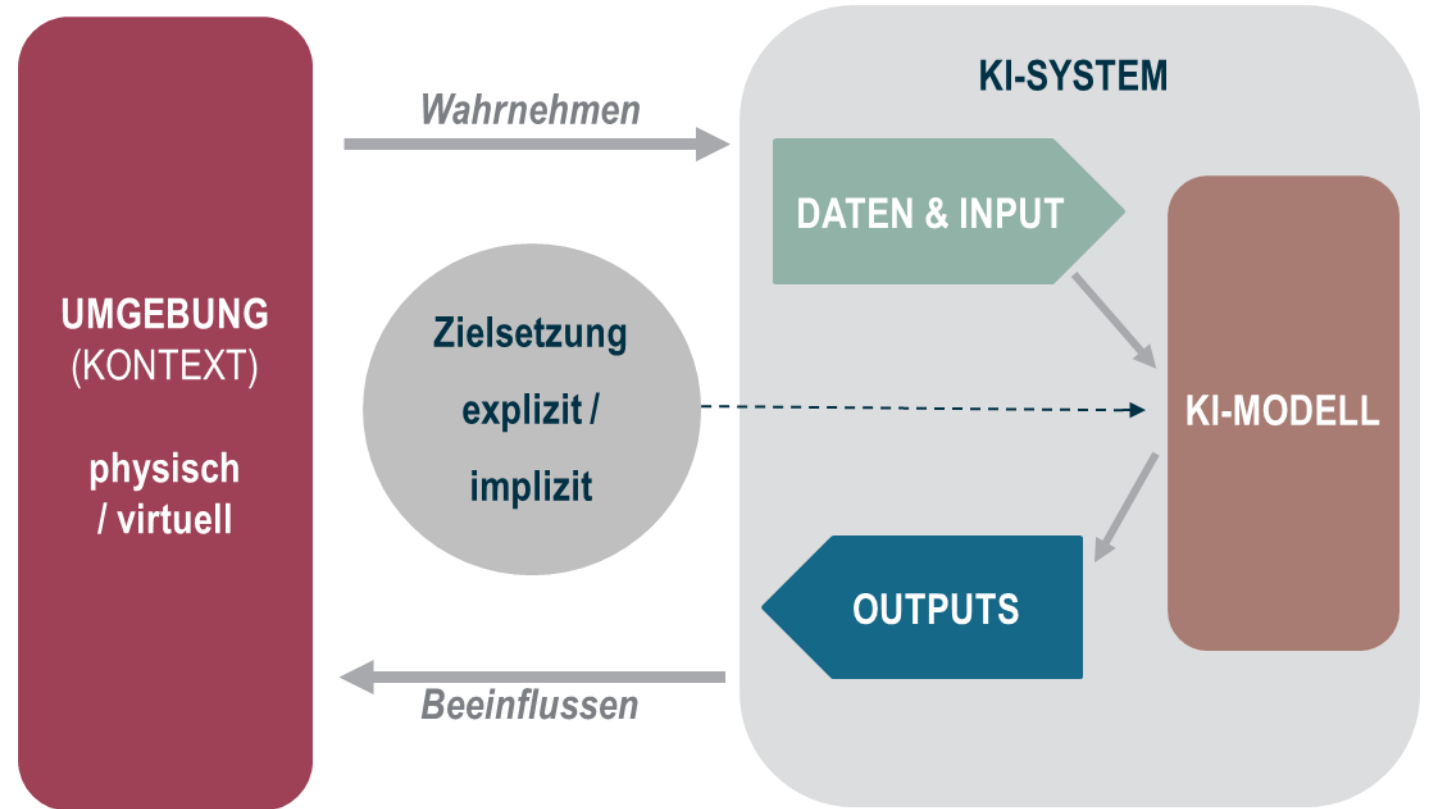 UMGEBUNG
(KONTEXT)
physisch
/ virtuell
Wahrnehmen
Zielsetzung
explizit /
implizit
Beeinflussen
KI-SYSTEM
DATEN & INPUT
KI-MODELL
OUTPUTS